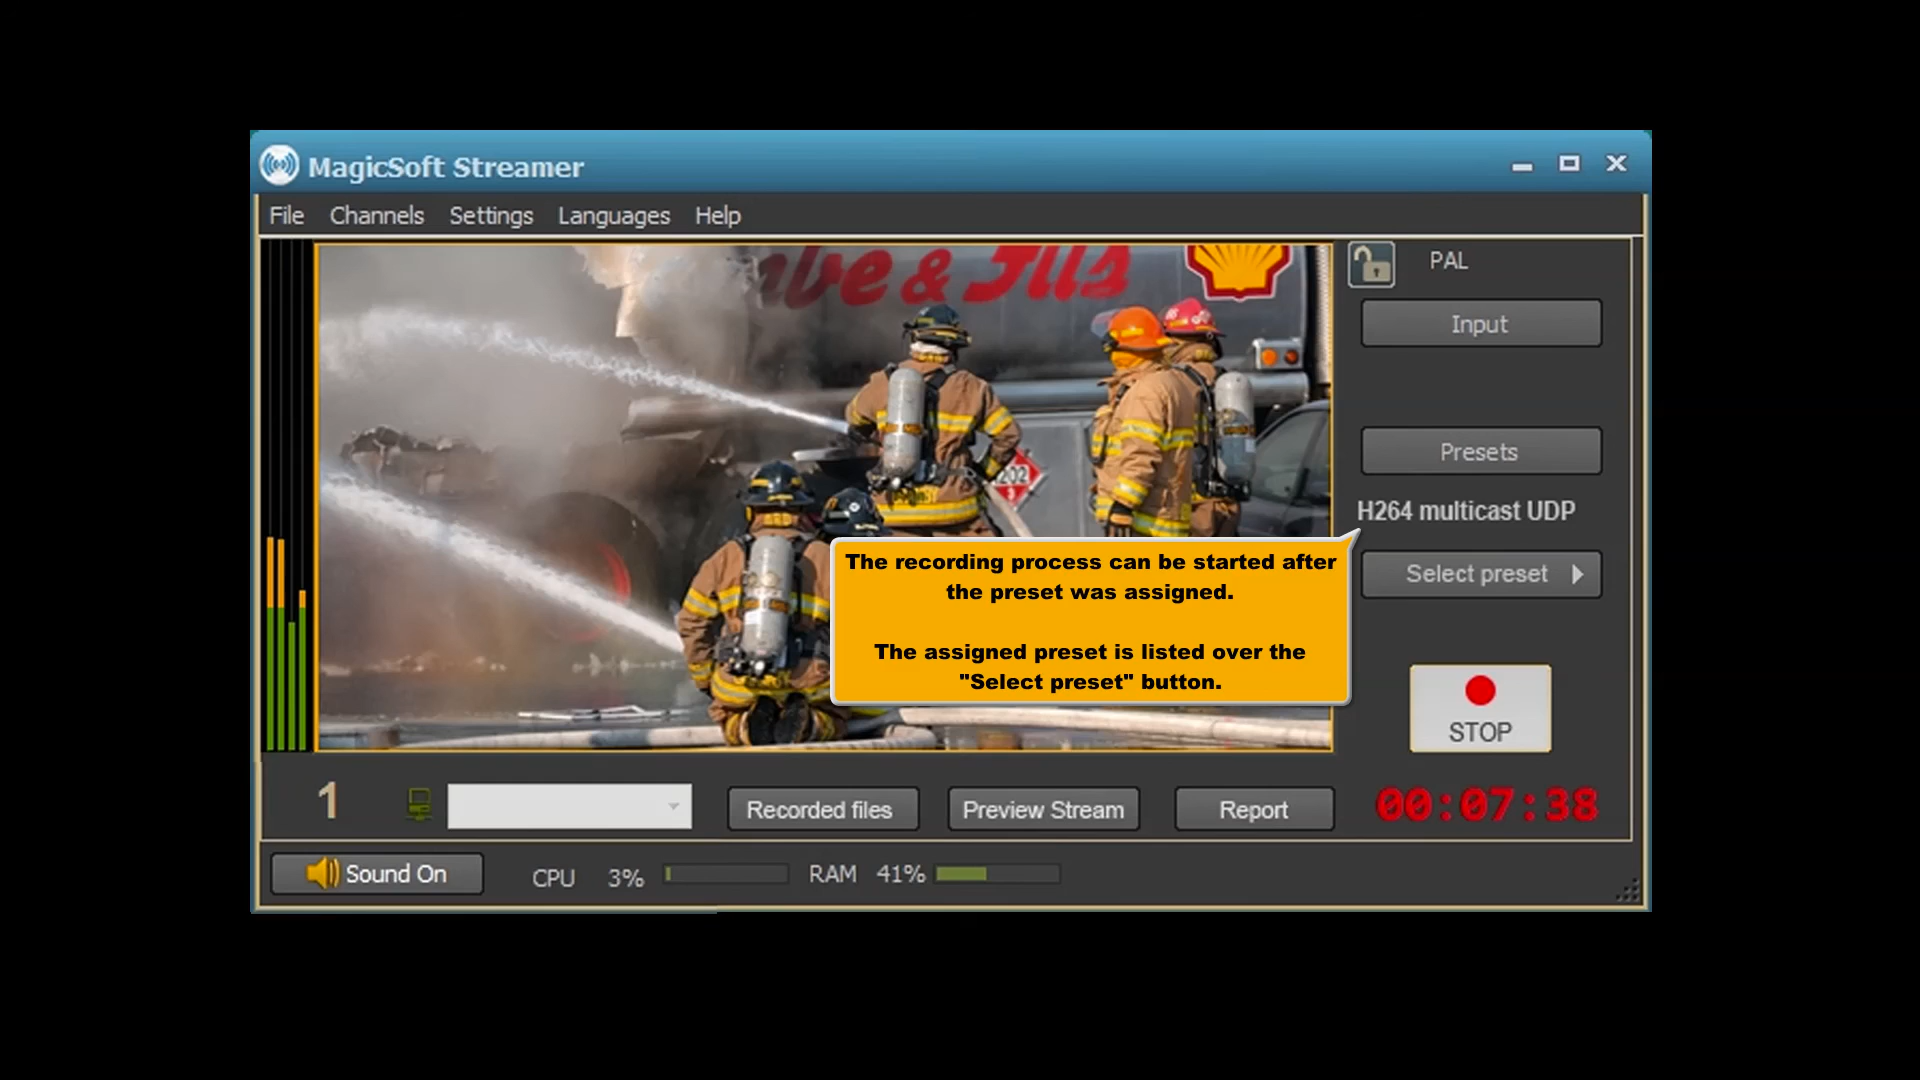 MagicSoft Streamer
File Channels Settings Languages Help
PAL
Input
Presets
H264 multicast UDP
Select preset
The recording process can be started after
the preset was assigned.
The assigned preset is listed over the
"Select preset" button.
STOP
1
Recorded files
Preview Stream
Report
00:07:38
Sound On
CPU 3%
RAM 41%
& Jils